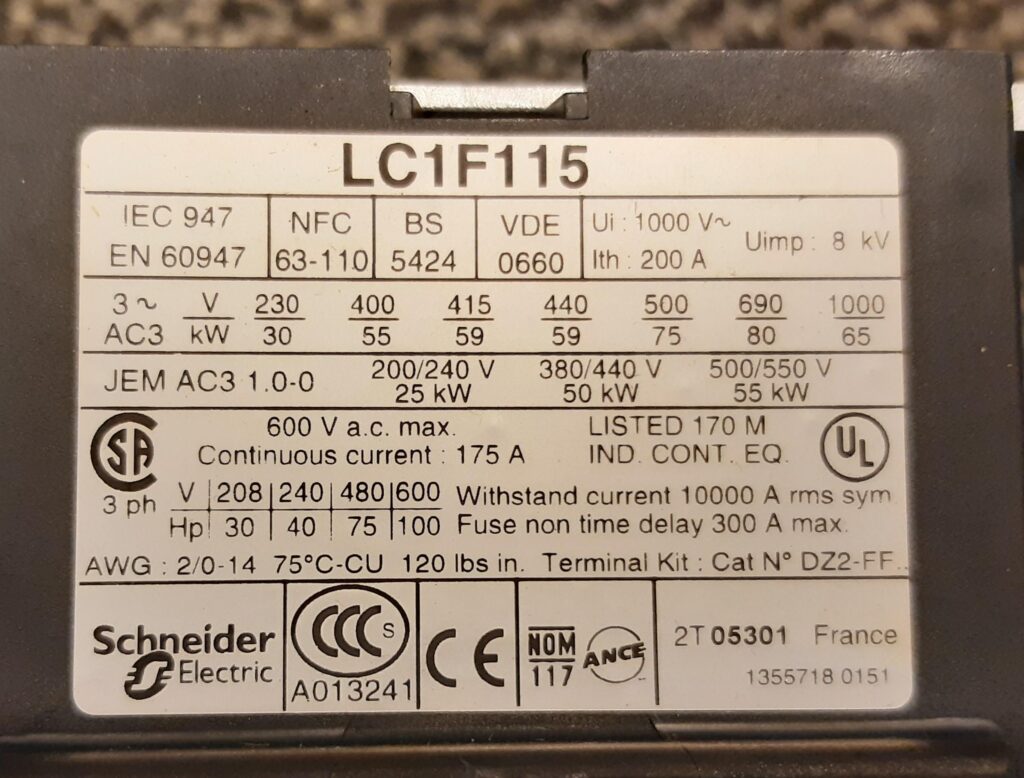 LC1F115
IEC 947 NFC BS VDE Ui : 1000 V~ Uimp : 8 kV
EN 60947 63-110 5424 0660 Ith : 200 A
3~ V 230 400 415 440 500 690 1000
AC3 kW 30 55 59 59 75 80 65
JEM AC3 1.0-0 200/240 V 380/440 V 500/550 V
25 kW 50 kW 55 kW
SA 600 V a.c. max. LISTED 170 M UL
Continuous current : 175 A IND. CONT. EQ.
3 ph V 208 240 480 600 Withstand current 10000 A rms sym
Hp 30 40 75 100 Fuse non time delay 300 A max.
AWG : 2/0-14 75°C-CU 120 lbs in. Terminal Kit : Cat N° DZ2-FF..
Schneider CCC S CE NOM ANCE 2T 05301 France
Electric A013241 117 1355718 0151